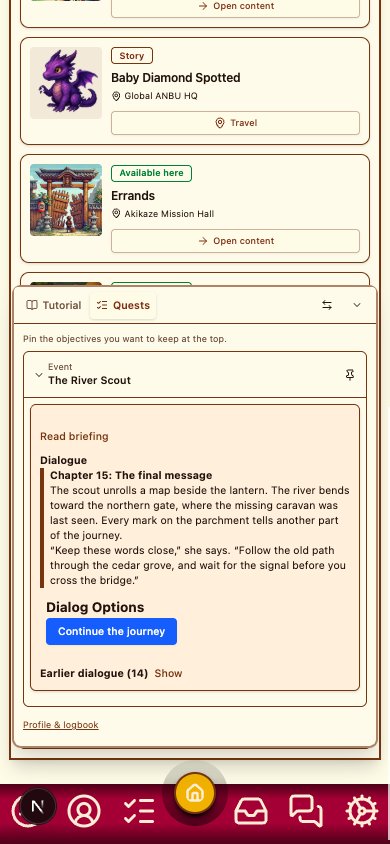 Open content
Story
Baby Diamond Spotted
Global ANBU HQ
Travel
Available here
Errands
Akikaze Mission Hall
Open content
Tutorial
Quests
Pin the objectives you want to keep at the top.
Event
The River Scout
Read briefing
Dialogue
Chapter 15: The final message
The scout unrolls a map beside the lantern. The river bends
toward the northern gate, where the missing caravan was
last seen. Every mark on the parchment tells another part
of the journey.
“Keep these words close,” she says. “Follow the old path
through the cedar grove, and wait for the signal before you
cross the bridge.”
Dialog Options
Continue the journey
Earlier dialogue (14) Show
Profile & logbook
N